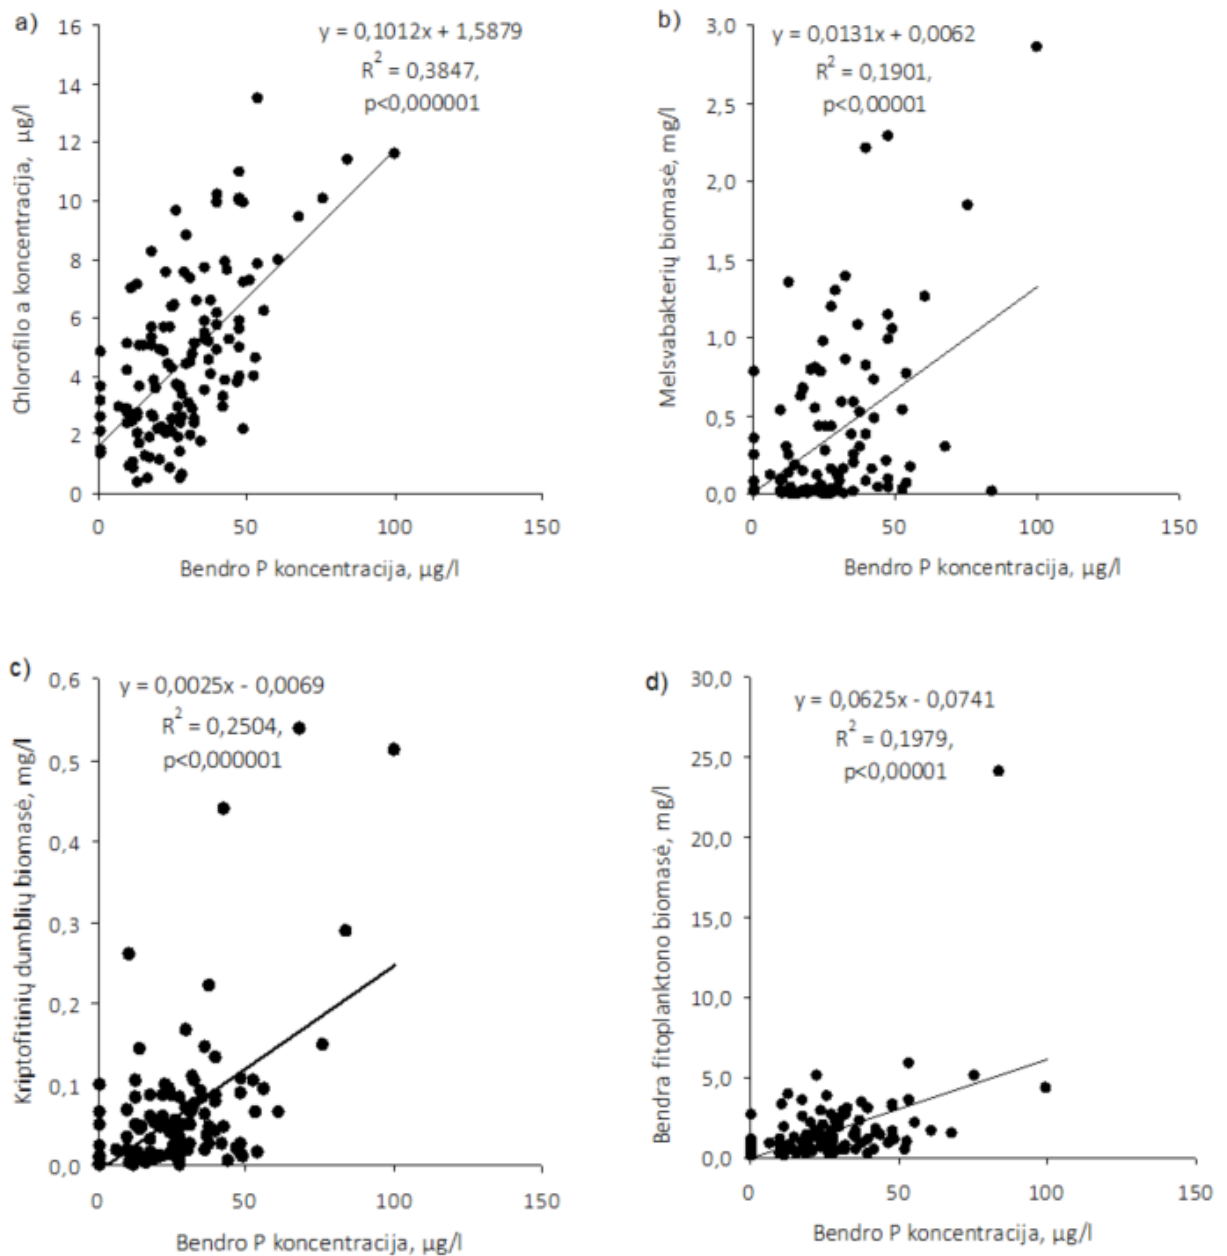 a)
y = 0,1012x + 1,5879
R² = 0,3847,
p<0,000001
Chlorofilo a koncentracija, µg/l
16
14
12
10
8
6
4
2
0
0 50 100 150
Bendro P koncentracija, µg/l
b)
y = 0,0131x + 0,0062
R² = 0,1901,
p<0,00001
Melsvabakterių biomasė, mg/l
3,0
2,5
2,0
1,5
1,0
0,5
0,0
0 50 100 150
Bendro P koncentracija, µg/l
c)
y = 0,0025x - 0,0069
R² = 0,2504,
p<0,000001
Kriptofitinių dumblių biomasė, mg/l
0,6
0,5
0,4
0,3
0,2
0,1
0,0
0 50 100 150
Bendro P koncentracija, µg/l
d)
y = 0,0625x - 0,0741
R² = 0,1979,
p<0,00001
Bendra fitoplanktono biomasė, mg/l
30,0
25,0
20,0
15,0
10,0
5,0
0,0
0 50 100 150
Bendro P koncentracija, µg/l